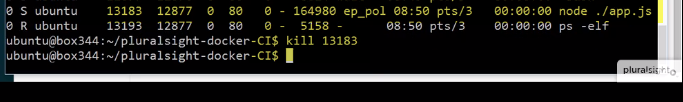 0 S ubuntu 13183 12877 0 80 0 - 164980 ep_pol 08:50 pts/3 00:00:00 node ./app.js
0 R ubuntu 13193 12877 0 80 0 - 5158 - 08:50 pts/3 00:00:00 ps -elf
ubuntu@box344:~/pluralsight-docker-CI$ kill 13183
ubuntu@box344:~/pluralsight-docker-CI$
pluralsight